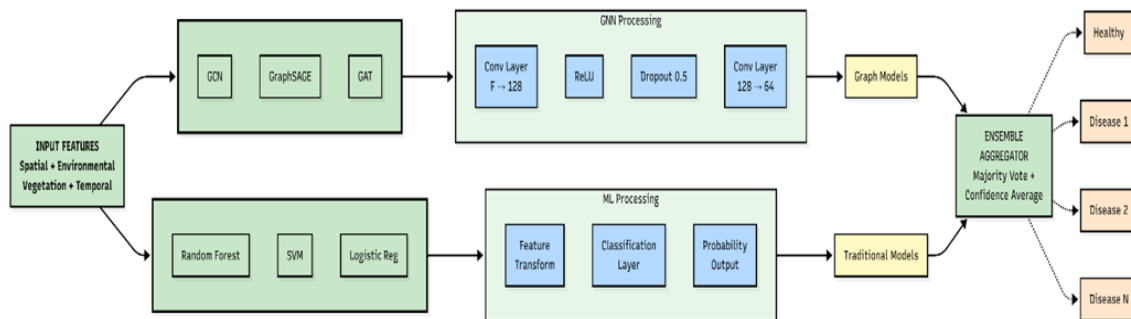 INPUT FEATURES
Spatial + Environmental
Vegetation + Temporal
GCN
GraphSAGE
GAT
GNN Processing
Conv Layer
F → 128
ReLU
Dropout 0.5
Conv Layer
128 → 64
Graph Models
Random Forest
SVM
Logistic Reg
ML Processing
Feature
Transform
Classification
Layer
Probability
Output
Traditional Models
ENSEMBLE
AGGREGATOR
Majority Vote +
Confidence Average
Healthy
Disease 1
Disease 2
Disease N